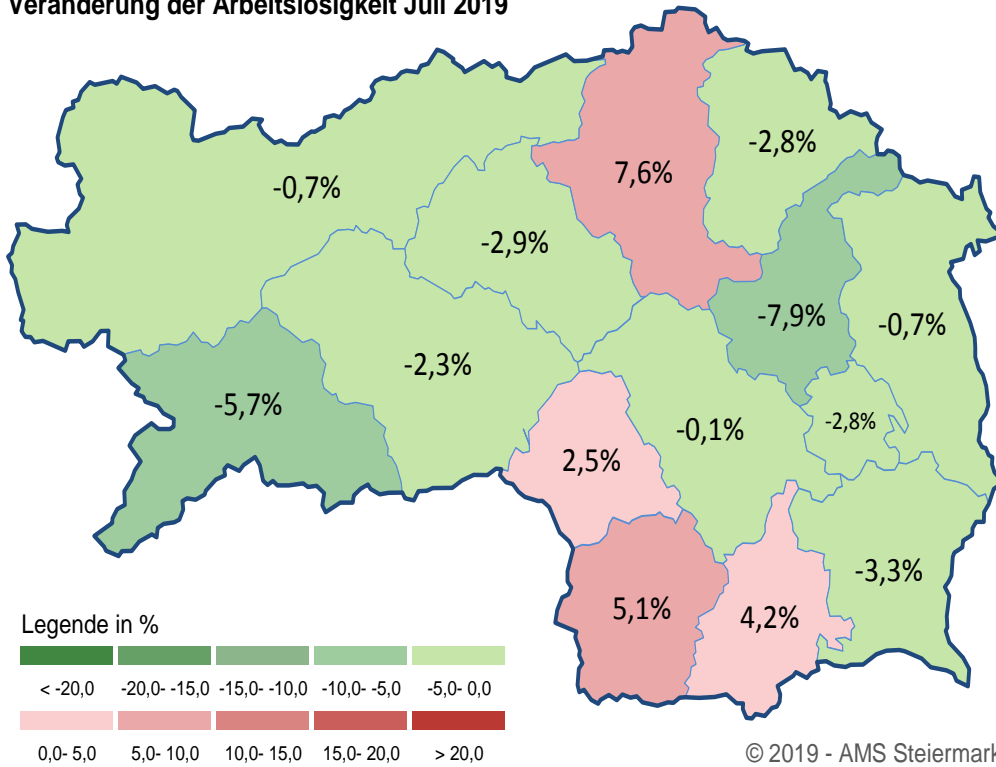 Veränderung der Arbeitslosigkeit Juli 2019
7,6%
-2,8%
-0,7%
-2,9%
-7,9%
-0,7%
-2,3%
-5,7%
-0,1%
-2,8%
2,5%
-3,3%
5,1%
4,2%
Legende in %
< -20,0 -20,0- -15,0 -15,0- -10,0 -10,0- -5,0 -5,0- 0,0
0,0- 5,0 5,0- 10,0 10,0- 15,0 15,0- 20,0 > 20,0
© 2019 - AMS Steiermark